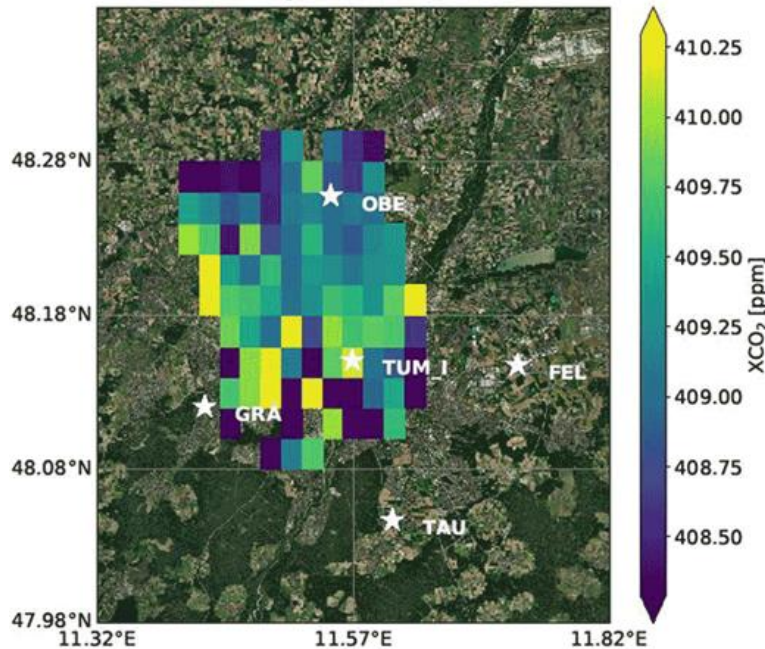 48.28°N
48.18°N
48.08°N
47.98°N
11.32°E
11.57°E
11.82°E
OBE
TUM_I
FEL
GRA
TAU
410.25
410.00
409.75
409.50
409.25
409.00
408.75
408.50
XCO₂ [ppm]